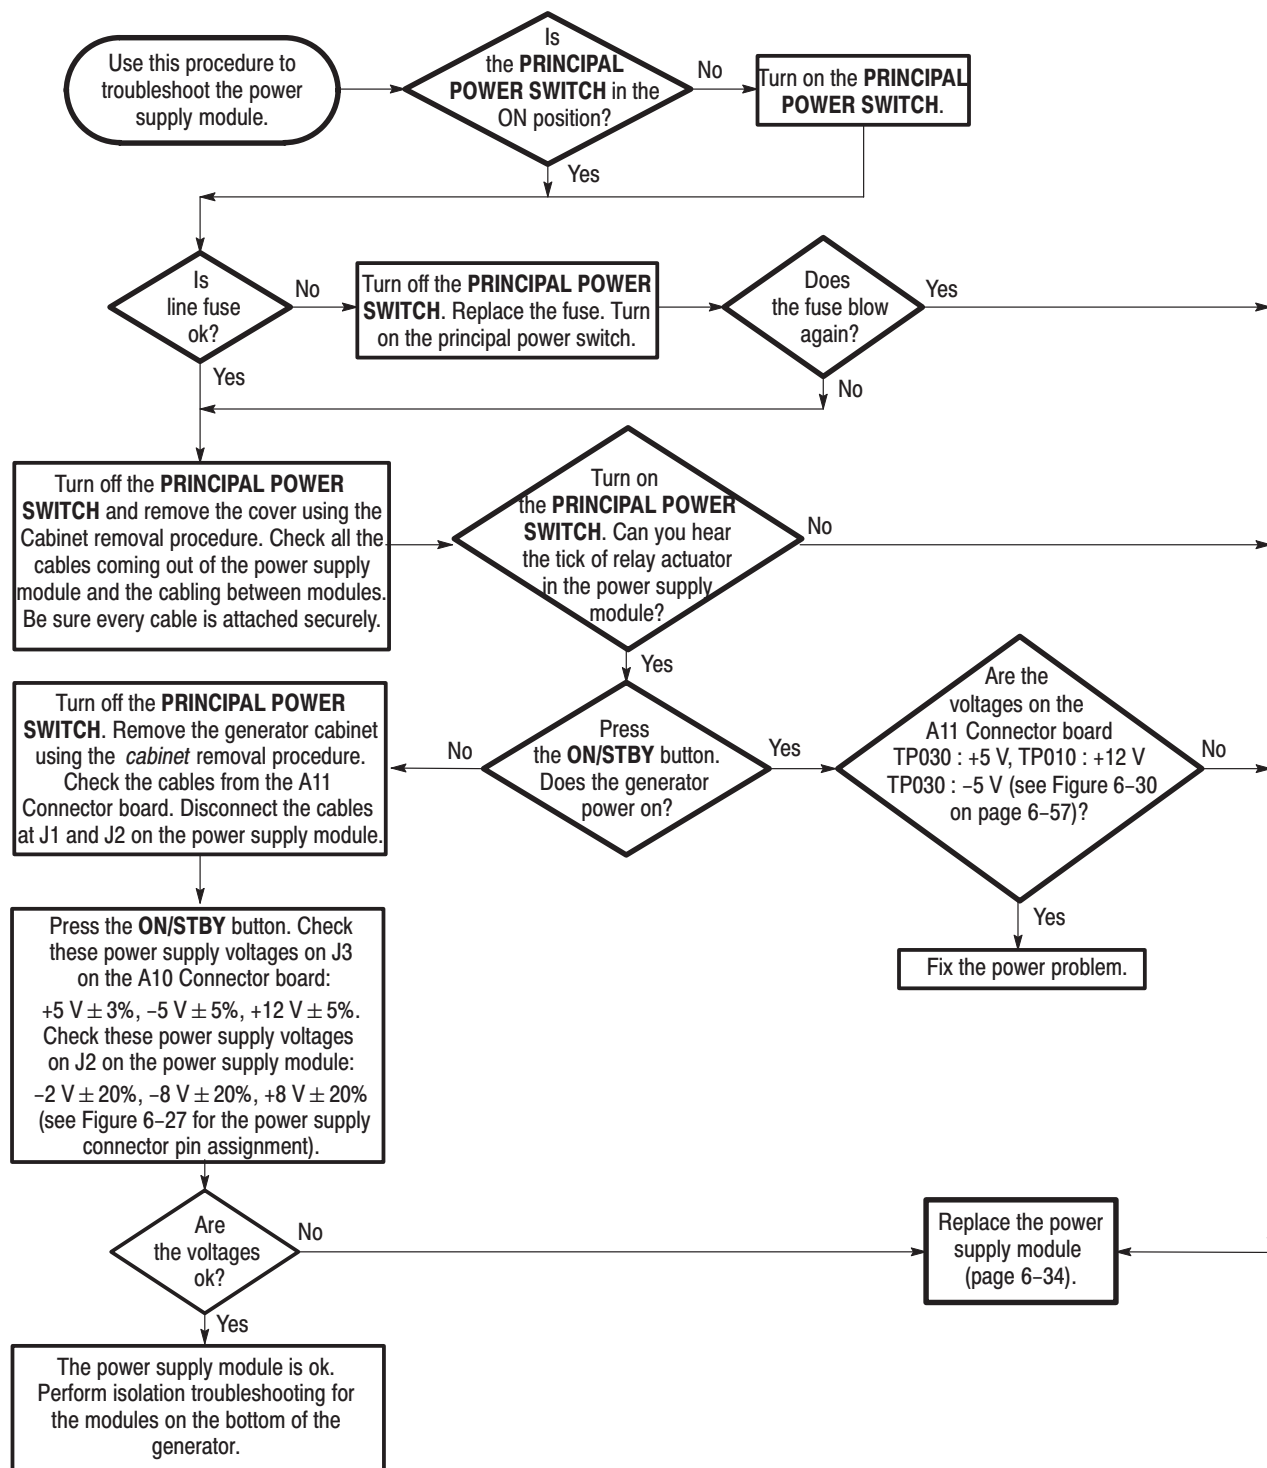 Use this procedure to
troubleshoot the power
supply module.
Is
the PRINCIPAL
POWER SWITCH in the
ON position?
No
Turn on the PRINCIPAL
POWER SWITCH.
Yes
Is
line fuse
ok?
No
Turn off the PRINCIPAL POWER
SWITCH. Replace the fuse. Turn
on the principal power switch.
Does
the fuse blow
again?
Yes
Yes
No
Turn off the PRINCIPAL POWER
SWITCH and remove the cover using the
Cabinet removal procedure. Check all the
cables coming out of the power supply
module and the cabling between modules.
Be sure every cable is attached securely.
Turn on
the PRINCIPAL POWER
SWITCH. Can you hear
the tick of relay actuator
in the power supply
module?
No
Yes
Turn off the PRINCIPAL POWER
SWITCH. Remove the generator cabinet
using the cabinet removal procedure.
Check the cables from the A11
Connector board. Disconnect the cables
at J1 and J2 on the power supply module.
No
Press
the ON/STBY button.
Does the generator
power on?
Yes
Are the
voltages on the
A11 Connector board
TP030 : +5 V, TP010 : +12 V
TP030 : –5 V (see Figure 6–30
on page 6–57)?
No
Yes
Fix the power problem.
Press the ON/STBY button. Check
these power supply voltages on J3
on the A10 Connector board:
+5 V ± 3%, –5 V ± 5%, +12 V ± 5%.
Check these power supply voltages
on J2 on the power supply module:
–2 V ± 20%, –8 V ± 20%, +8 V ± 20%
(see Figure 6–27 for the power supply
connector pin assignment).
Are
the voltages
ok?
No
Replace the power
supply module
(page 6–34).
Yes
The power supply module is ok.
Perform isolation troubleshooting for
the modules on the bottom of the
generator.